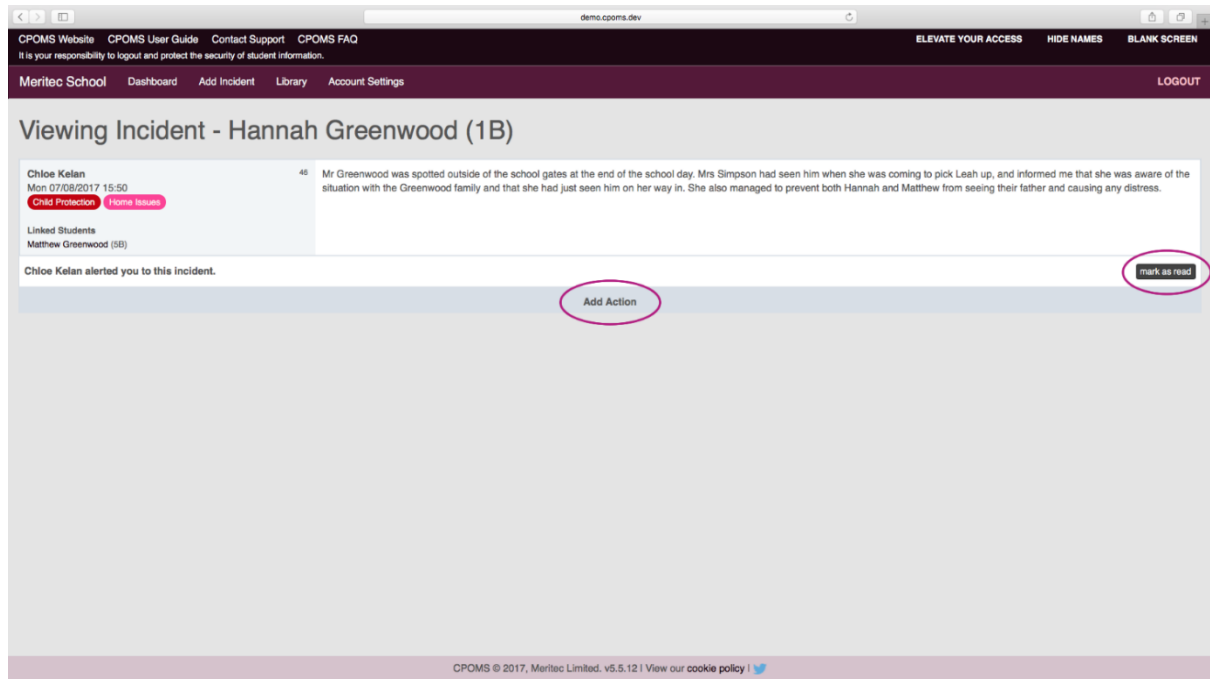 demo.cpoms.dev
CPOMS Website CPOMS User Guide Contact Support CPOMS FAQ ELEVATE YOUR ACCESS HIDE NAMES BLANK SCREEN
It is your responsibility to logout and protect the security of student information.
Meritec School Dashboard Add Incident Library Account Settings LOGOUT
Viewing Incident - Hannah Greenwood (1B)
Chloe Kelan 46
Mon 07/08/2017 15:50
Child Protection Home Issues
Linked Students
Matthew Greenwood (5B)
Mr Greenwood was spotted outside of the school gates at the end of the school day. Mrs Simpson had seen him when she was coming to pick Leah up, and informed me that she was aware of the
situation with the Greenwood family and that she had just seen him on her way in. She also managed to prevent both Hannah and Matthew from seeing their father and causing any distress.
Chloe Kelan alerted you to this incident. mark as read
Add Action
CPOMS © 2017, Meritec Limited. v5.5.12 | View our cookie policy |